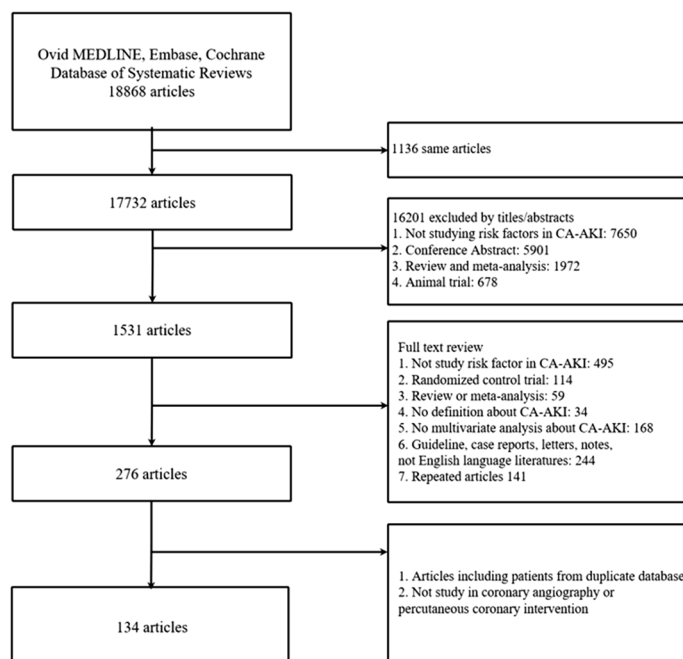 Ovid MEDLINE, Embase, Cochrane
Database of Systematic Reviews
18868 articles
1136 same articles
17732 articles
16201 excluded by titles/abstracts
1. Not studying risk factors in CA-AKI: 7650
2. Conference Abstract: 5901
3. Review and meta-analysis: 1972
4. Animal trial: 678
1531 articles
Full text review
1. Not study risk factor in CA-AKI: 495
2. Randomized control trial: 114
3. Review or meta-analysis: 59
4. No definition about CA-AKI: 34
5. No multivariate analysis about CA-AKI: 168
6. Guideline, case reports, letters, notes,
not English language literatures: 244
7. Repeated articles 141
276 articles
1. Articles including patients from duplicate database
2. Not study in coronary angiography or
percutaneous coronary intervention
134 articles